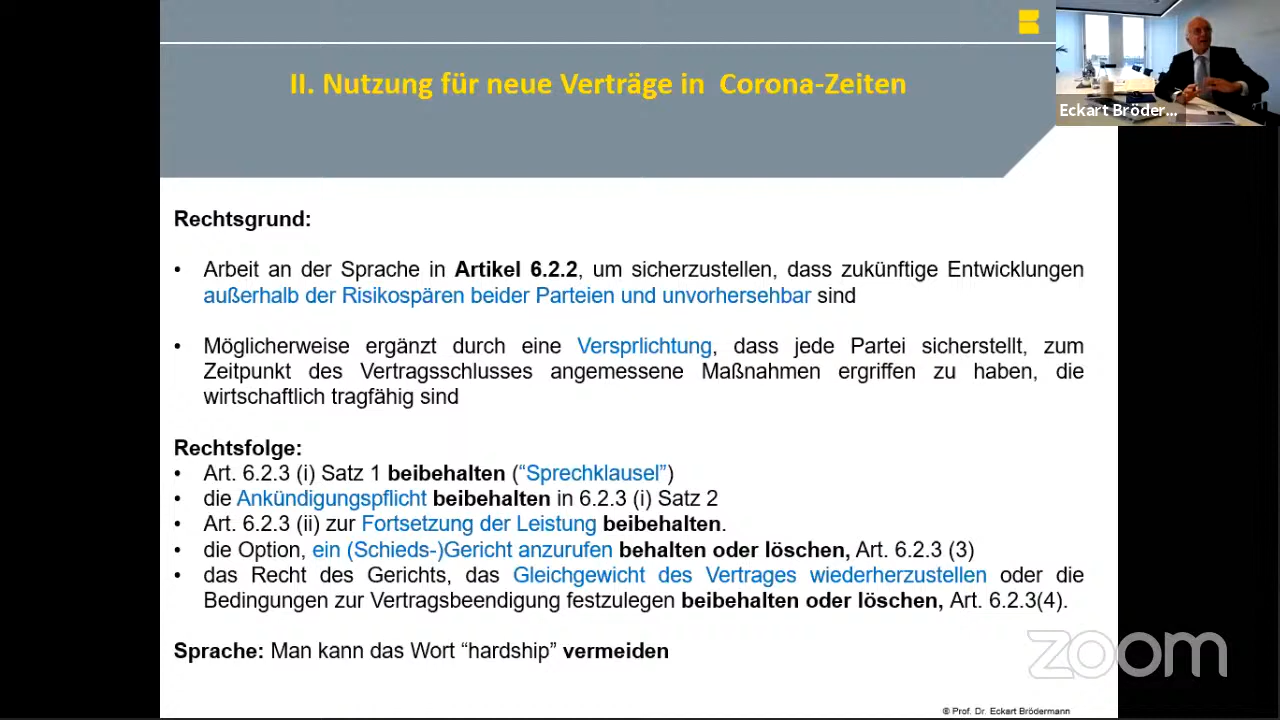 II. Nutzung für neue Verträge in Corona-Zeiten
Eckart Bröder...
Rechtsgrund:
• Arbeit an der Sprache in Artikel 6.2.2, um sicherzustellen, dass zukünftige Entwicklungen
außerhalb der Risikospären beider Parteien und unvorhersehbar sind
• Möglicherweise ergänzt durch eine Versprlichtung, dass jede Partei sicherstellt, zum
Zeitpunkt des Vertragsschlusses angemessene Maßnahmen ergriffen zu haben, die
wirtschaftlich tragfähig sind
Rechtsfolge:
• Art. 6.2.3 (i) Satz 1 beibehalten (“Sprechklausel”)
• die Ankündigungspflicht beibehalten in 6.2.3 (i) Satz 2
• Art. 6.2.3 (ii) zur Fortsetzung der Leistung beibehalten.
• die Option, ein (Schieds-)Gericht anzurufen behalten oder löschen, Art. 6.2.3 (3)
• das Recht des Gerichts, das Gleichgewicht des Vertrages wiederherzustellen oder die
Bedingungen zur Vertragsbeendigung festzulegen beibehalten oder löschen, Art. 6.2.3(4).
Sprache: Man kann das Wort “hardship” vermeiden
zoom
© Prof. Dr. Eckart Brödermann